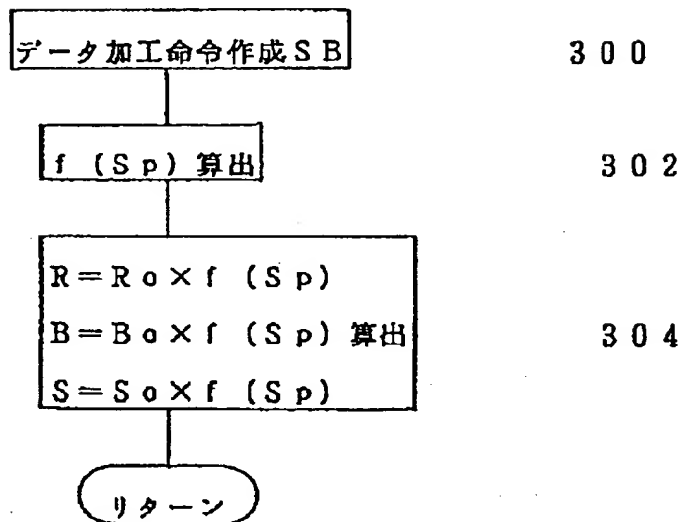 データ加工命令作成SB 300
f (Sp) 算出 302
R=Ro×f (Sp)
B=Bo×f (Sp) 算出 304
S=So×f (Sp)
リターン